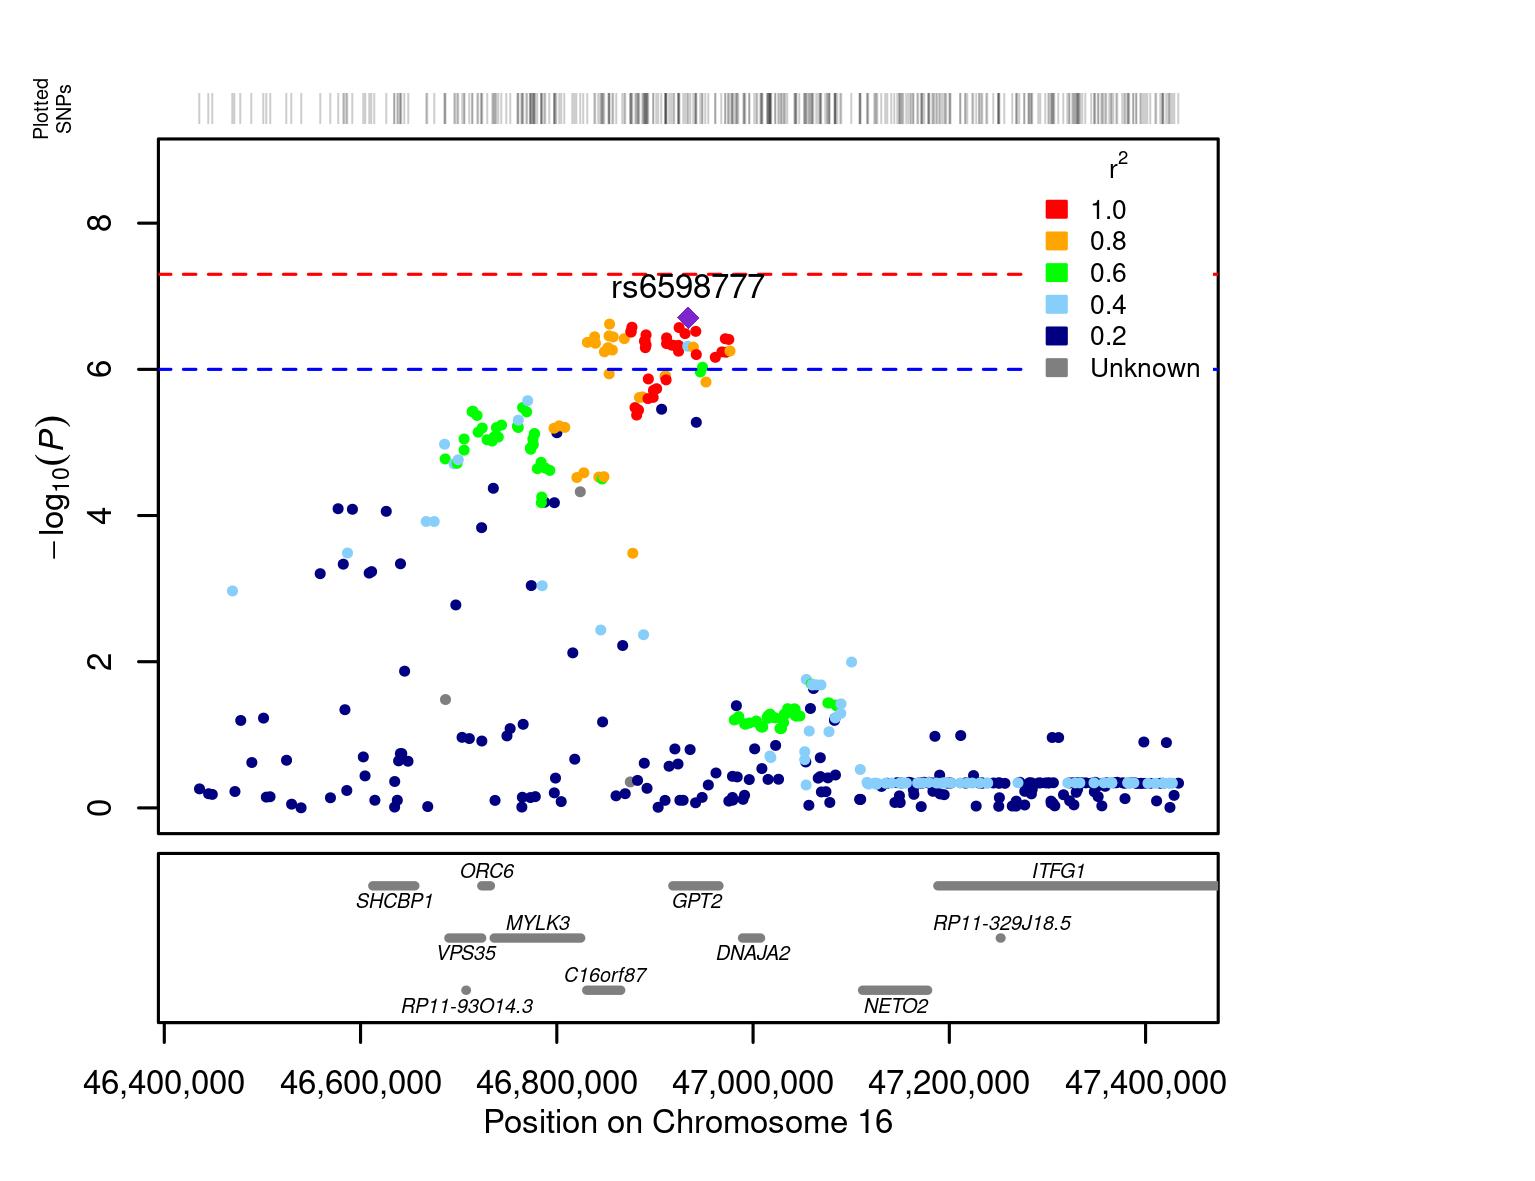 Plotted
SNPs
r2
1.0
0.8
0.6
0.4
0.2
Unknown
rs6598777
8
6
4
2
0
−log10(P)
ORC6
ITFG1
SHCBP1
GPT2
MYLK3
RP11-329J18.5
VPS35
DNAJA2
C16orf87
RP11-93O14.3
NETO2
46,400,000 46,600,000 46,800,000 47,000,000 47,200,000 47,400,000
Position on Chromosome 16